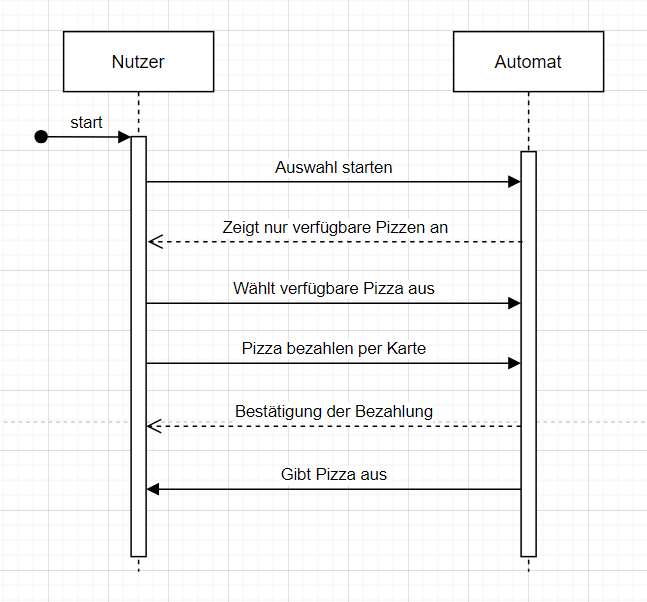 Nutzer
Automat
start
Auswahl starten
Zeigt nur verfügbare Pizzen an
Wählt verfügbare Pizza aus
Pizza bezahlen per Karte
Bestätigung der Bezahlung
Gibt Pizza aus